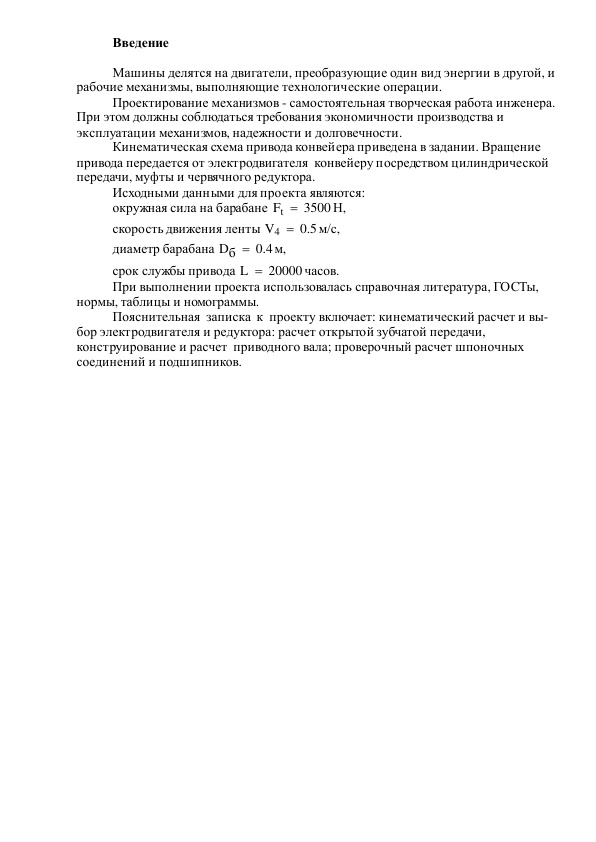 Введение
Машины делятся на двигатели, преобразующие один вид энергии в другой, и
рабочие механизмы, выполняющие технологические операции.
Проектирование механизмов - самостоятельная творческая работа инженера.
При этом должны соблюдаться требования экономичности производства и
эксплуатации механизмов, надежности и долговечности.
Кинематическая схема привода конвейера приведена в задании. Вращение
привода передается от электродвигателя конвейеру посредством цилиндрической
передачи, муфты и червячного редуктора.
Исходными данными для проекта являются:
окружная сила на барабане Ft = 3500 Н,
скорость движения ленты V4 = 0.5 м/с,
диаметр барабана Dб = 0.4 м,
срок службы привода L = 20000 часов.
При выполнении проекта использовалась справочная литература, ГОСТы,
нормы, таблицы и номограммы.
Пояснительная записка к проекту включает: кинематический расчет и вы-
бор электродвигателя и редуктора: расчет открытой зубчатой передачи,
конструирование и расчет приводного вала; проверочный расчет шпоночных
соединений и подшипников.